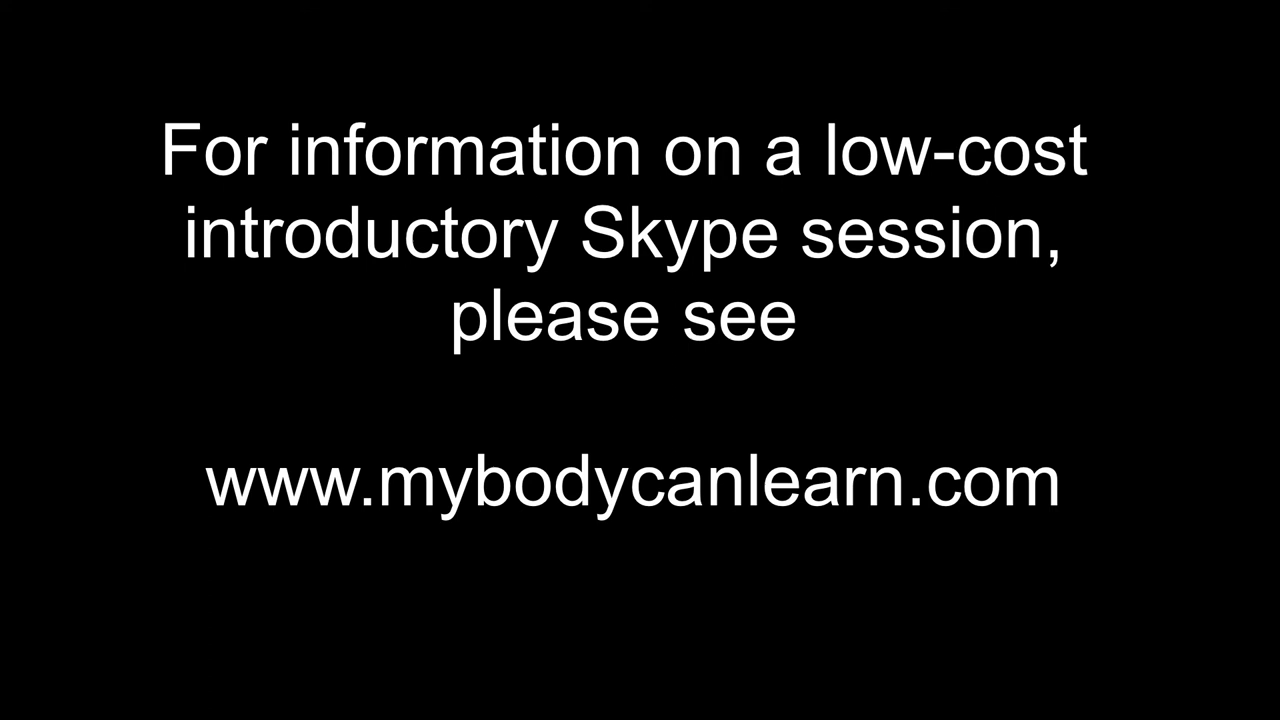 For information on a low-cost
introductory Skype session,
please see
www.mybodycanlearn.com